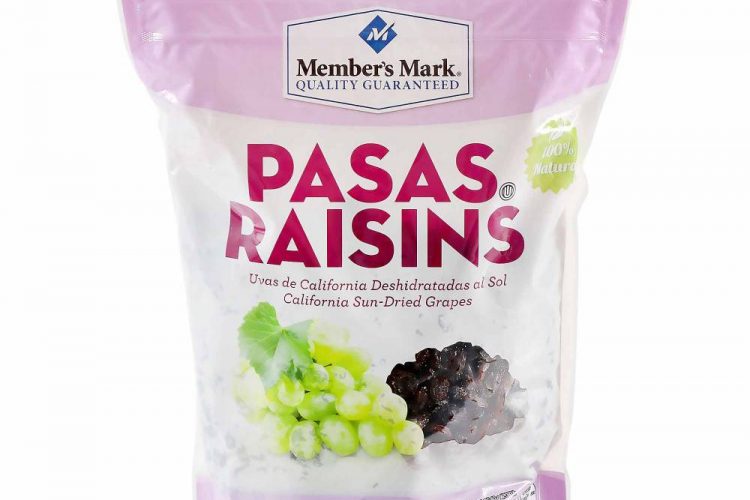 Member's Mark®
QUALITY GUARANTEED
PASAS
RAISINS
Uvas de California Deshidratadas al Sol
California Sun-Dried Grapes
100%
Natural